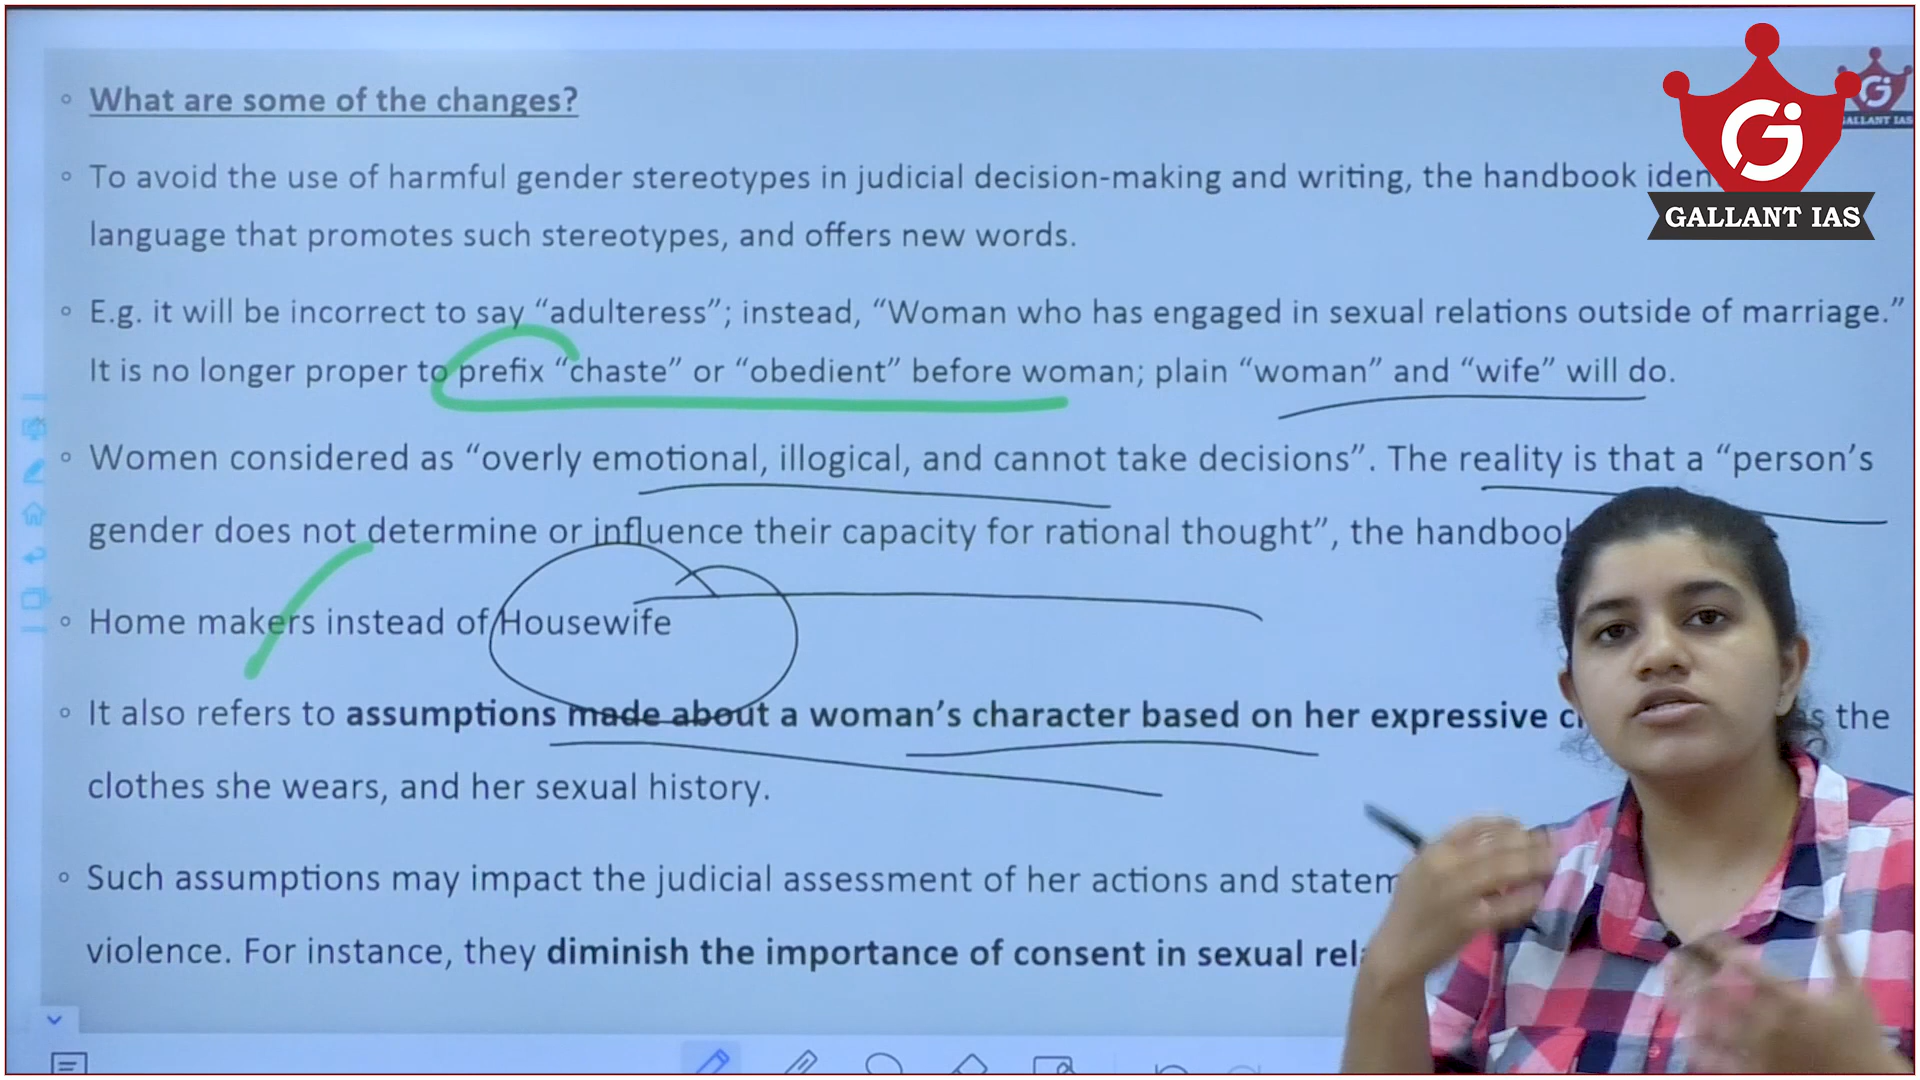 What are some of the changes?
To avoid the use of harmful gender stereotypes in judicial decision-making and writing, the handbook
language that promotes such stereotypes, and offers new words.
E.g. it will be incorrect to say “adulteress”; instead, “Woman who has engaged in sexual relations outside of marriage.”
It is no longer proper to prefix “chaste” or “obedient” before woman; plain “woman” and “wife” will do.
Women considered as “overly emotional, illogical, and cannot take decisions”. The reality is that a “person’s
gender does not determine or influence their capacity for rational thought”, the handbook
Home makers instead of Housewife
It also refers to assumptions made about a woman’s character based on her expressive the
clothes she wears, and her sexual history.
Such assumptions may impact the judicial assessment of her actions and
violence. For instance, they diminish the importance of consent in sexual
GALLANT IAS
GALLANT IAS